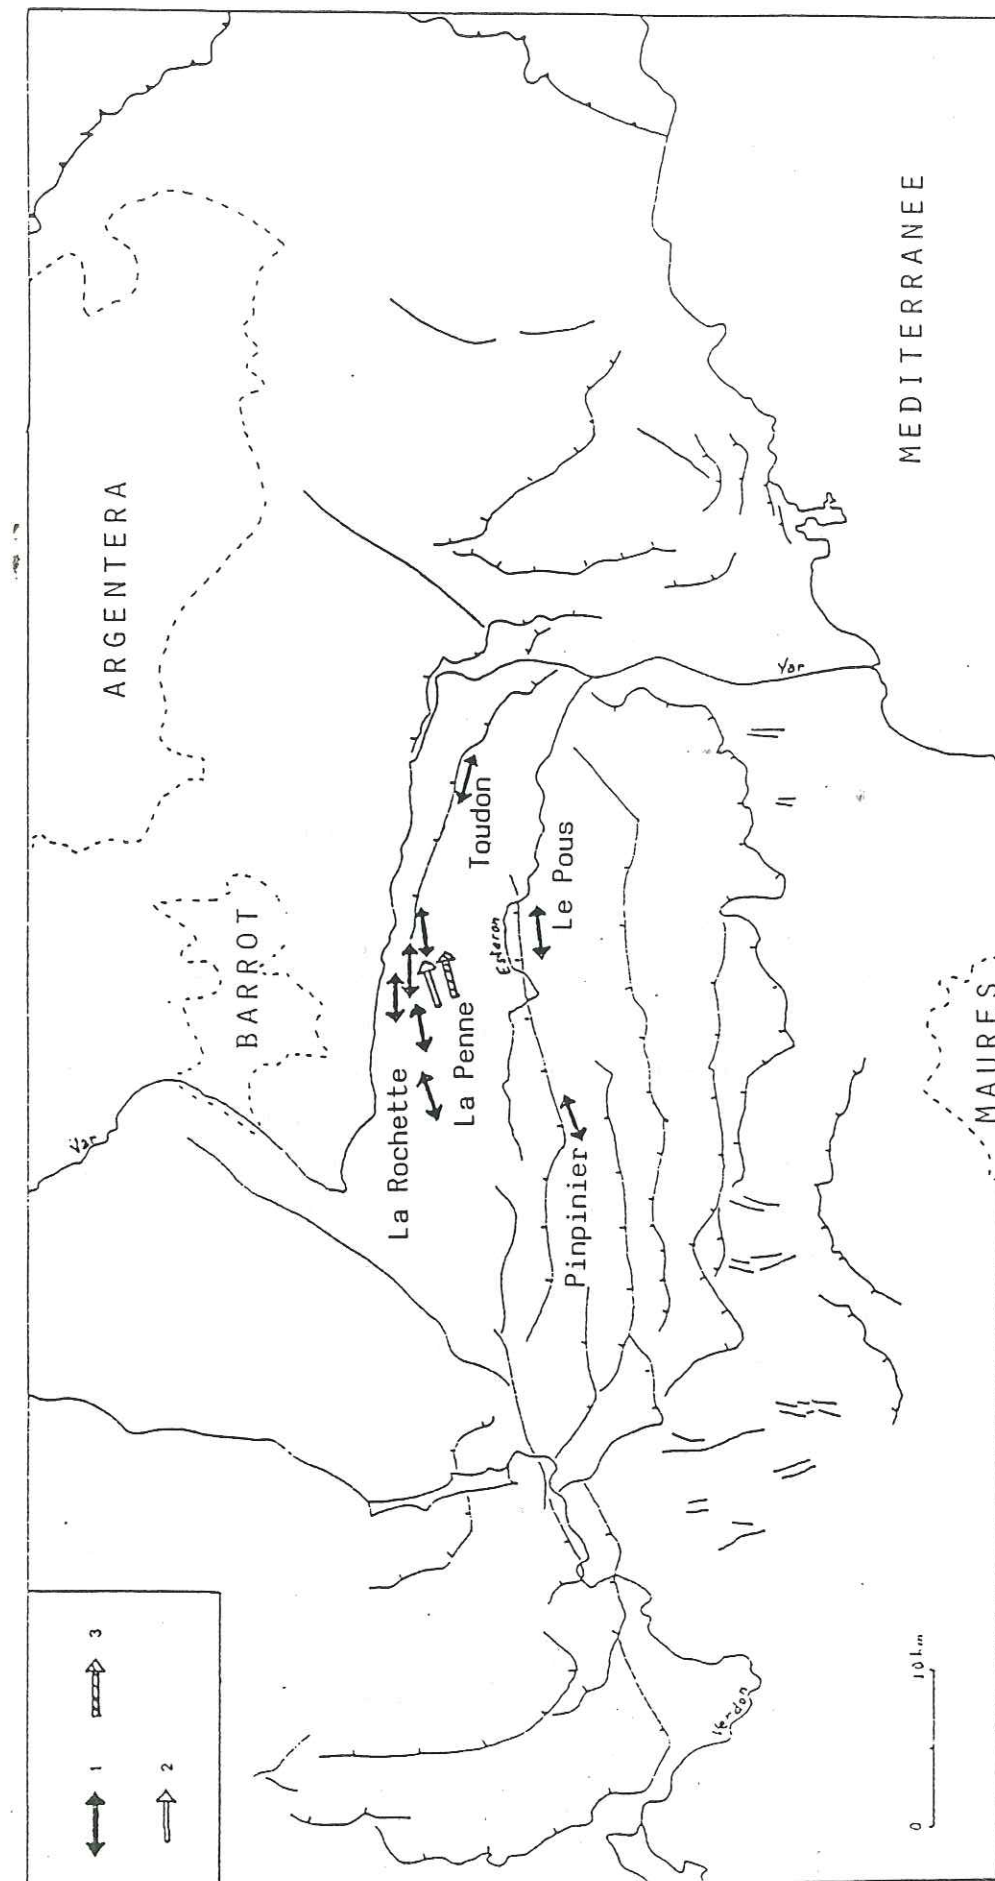 ARGENTERA
BARROT
MEDITERRANEE
MAURES
Var
Var
Toudon
Le Pous
Esteron
La Rochette
La Penne
Pinpinier
Verdon
1
2
3
0 10 km